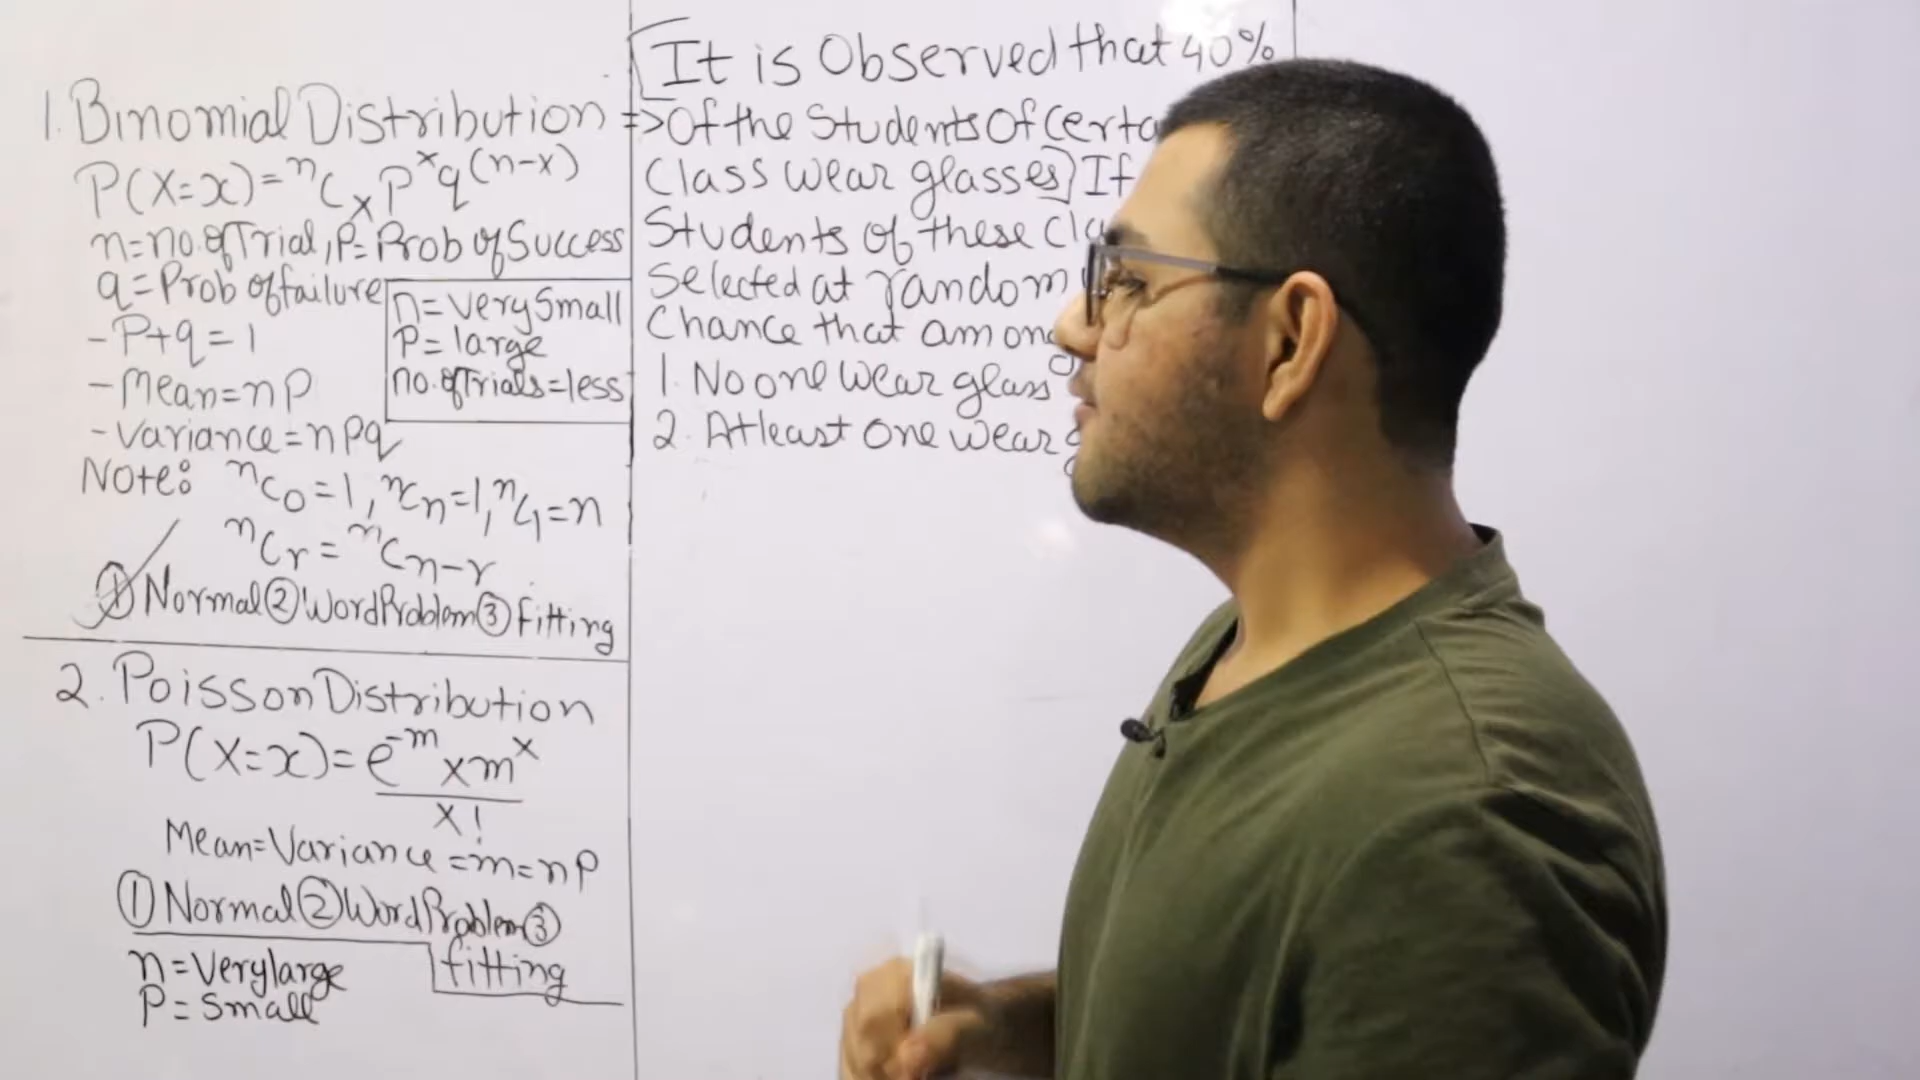 1. Binomial Distribution =>
P(X=x) = ⁿCₓ Pˣ q⁽ⁿ⁻ˣ⁾
n=no. of Trial, P= Prob of Success
q = Prob of failure
- P+q = 1
- Mean = np
- Variance = npq
n = very Small
P = large
no. of Trials = less
Note: ⁿC₀ = 1, ⁿCₙ = 1, ⁿC₁ = n
ⁿCᵣ = ⁿCₙ₋ᵣ
① Normal ② Word Problem ③ fitting
2. Poisson Distribution
P(X=x) = e⁻ᵐ x mˣ
x!
Mean = Variance = m = np
① Normal ② Word Problem ③
fitting
n = Very large
P = Small
[It is Observed that 40%
Of the Students Of
Class wear glasses] If
Students of these
Selected at random
Chance that
1. No one wear glass
2. Atleast one wear